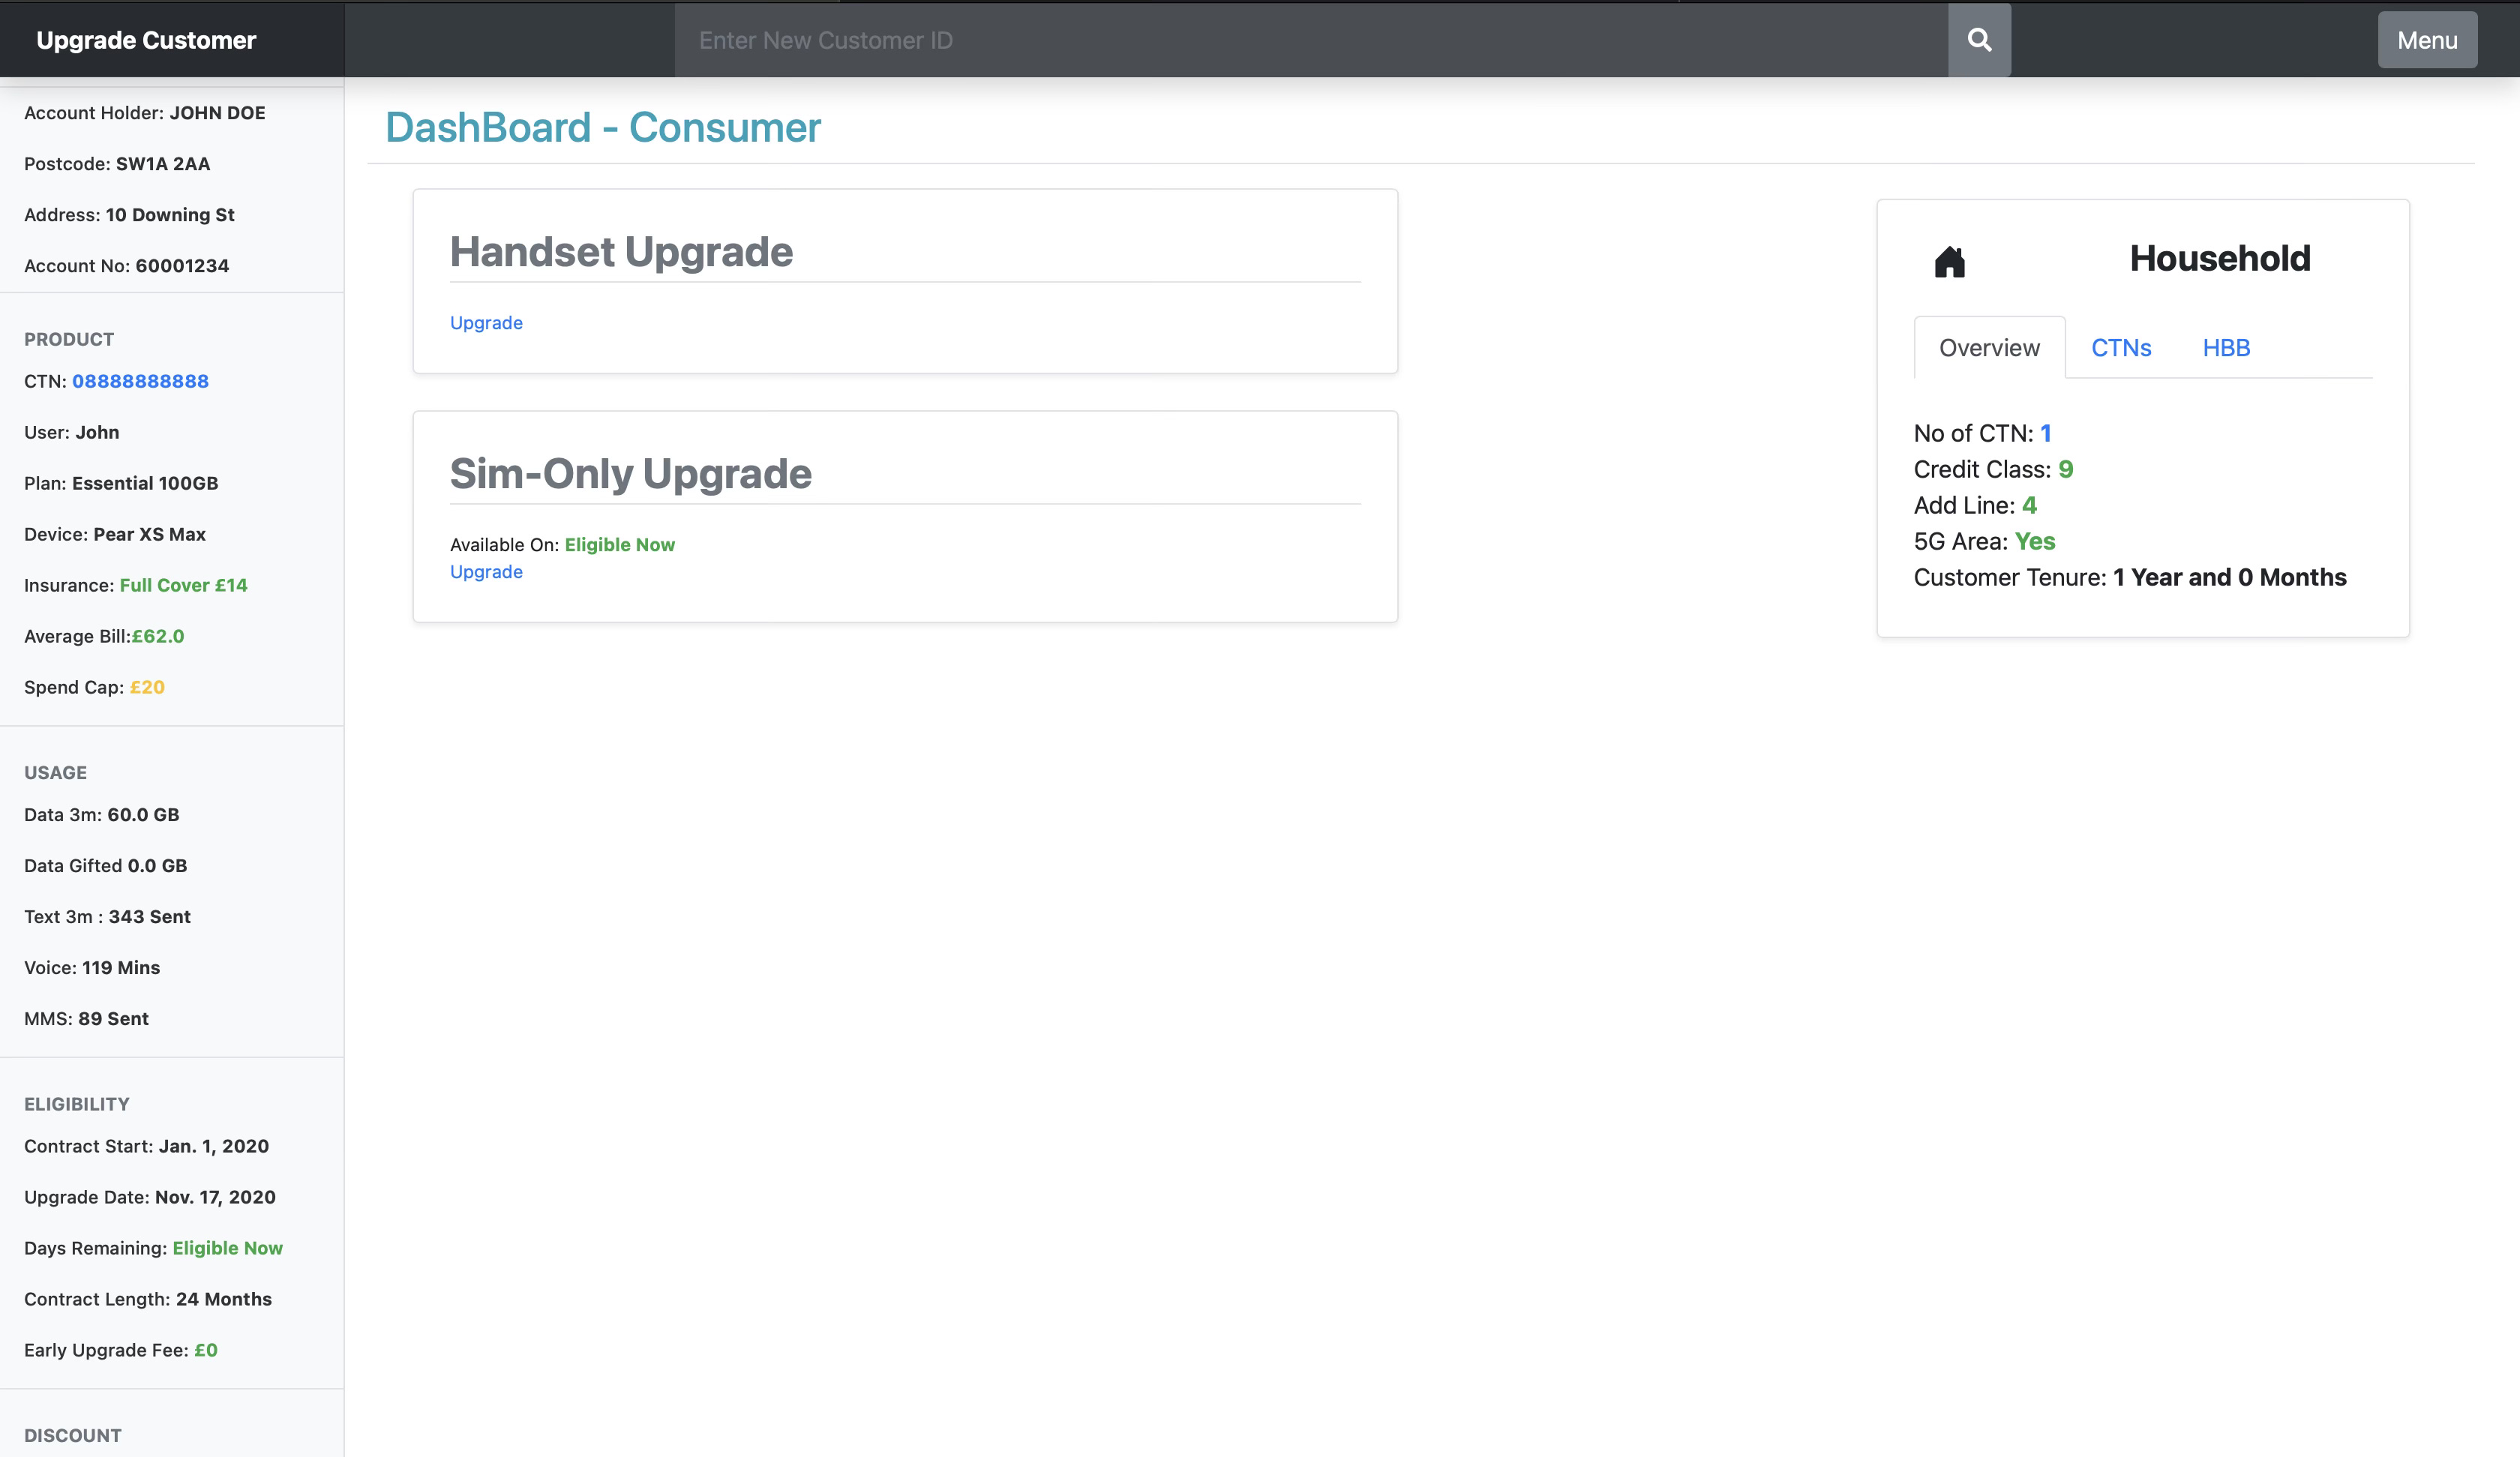 Upgrade Customer
Enter New Customer ID
Menu
Account Holder: JOHN DOE
Postcode: SW1A 2AA
Address: 10 Downing St
Account No: 60001234
PRODUCT
CTN: 08888888888
User: John
Plan: Essential 100GB
Device: Pear XS Max
Insurance: Full Cover £14
Average Bill:£62.0
Spend Cap: £20
USAGE
Data 3m: 60.0 GB
Data Gifted 0.0 GB
Text 3m : 343 Sent
Voice: 119 Mins
MMS: 89 Sent
ELIGIBILITY
Contract Start: Jan. 1, 2020
Upgrade Date: Nov. 17, 2020
Days Remaining: Eligible Now
Contract Length: 24 Months
Early Upgrade Fee: £0
DISCOUNT
DashBoard - Consumer
Handset Upgrade
Upgrade
Sim-Only Upgrade
Available On: Eligible Now
Upgrade
Household
Overview CTNs HBB
No of CTN: 1
Credit Class: 9
Add Line: 4
5G Area: Yes
Customer Tenure: 1 Year and 0 Months